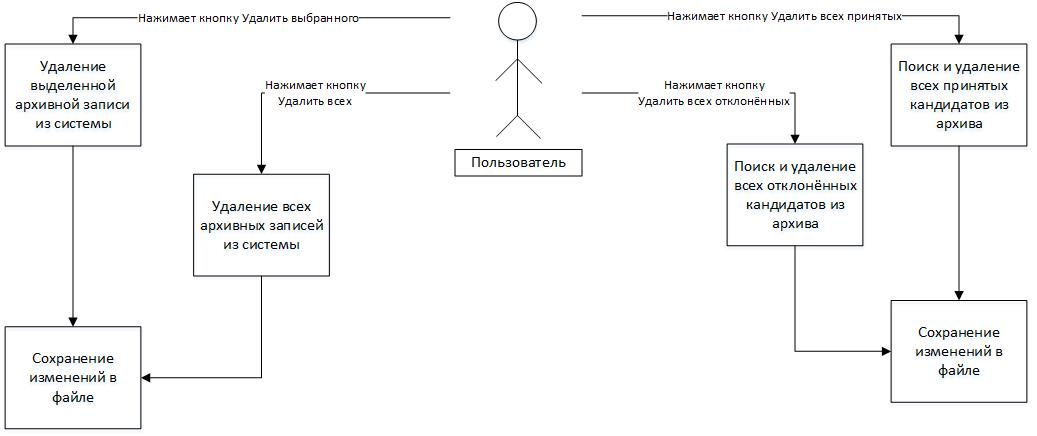 Нажимает кнопку Удалить выбранного
Нажимает кнопку Удалить всех принятых
Удаление
выделенной
архивной записи
из системы
Нажимает кнопку
Удалить всех
Нажимает кнопку
Удалить всех отклонённых
Поиск и удаление
всех принятых
кандидатов из
архива
Пользователь
Удаление всех
архивных записей
из системы
Поиск и удаление
всех отклонённых
кандидатов из
архива
Сохранение
изменений в
файле
Сохранение
изменений в
файле